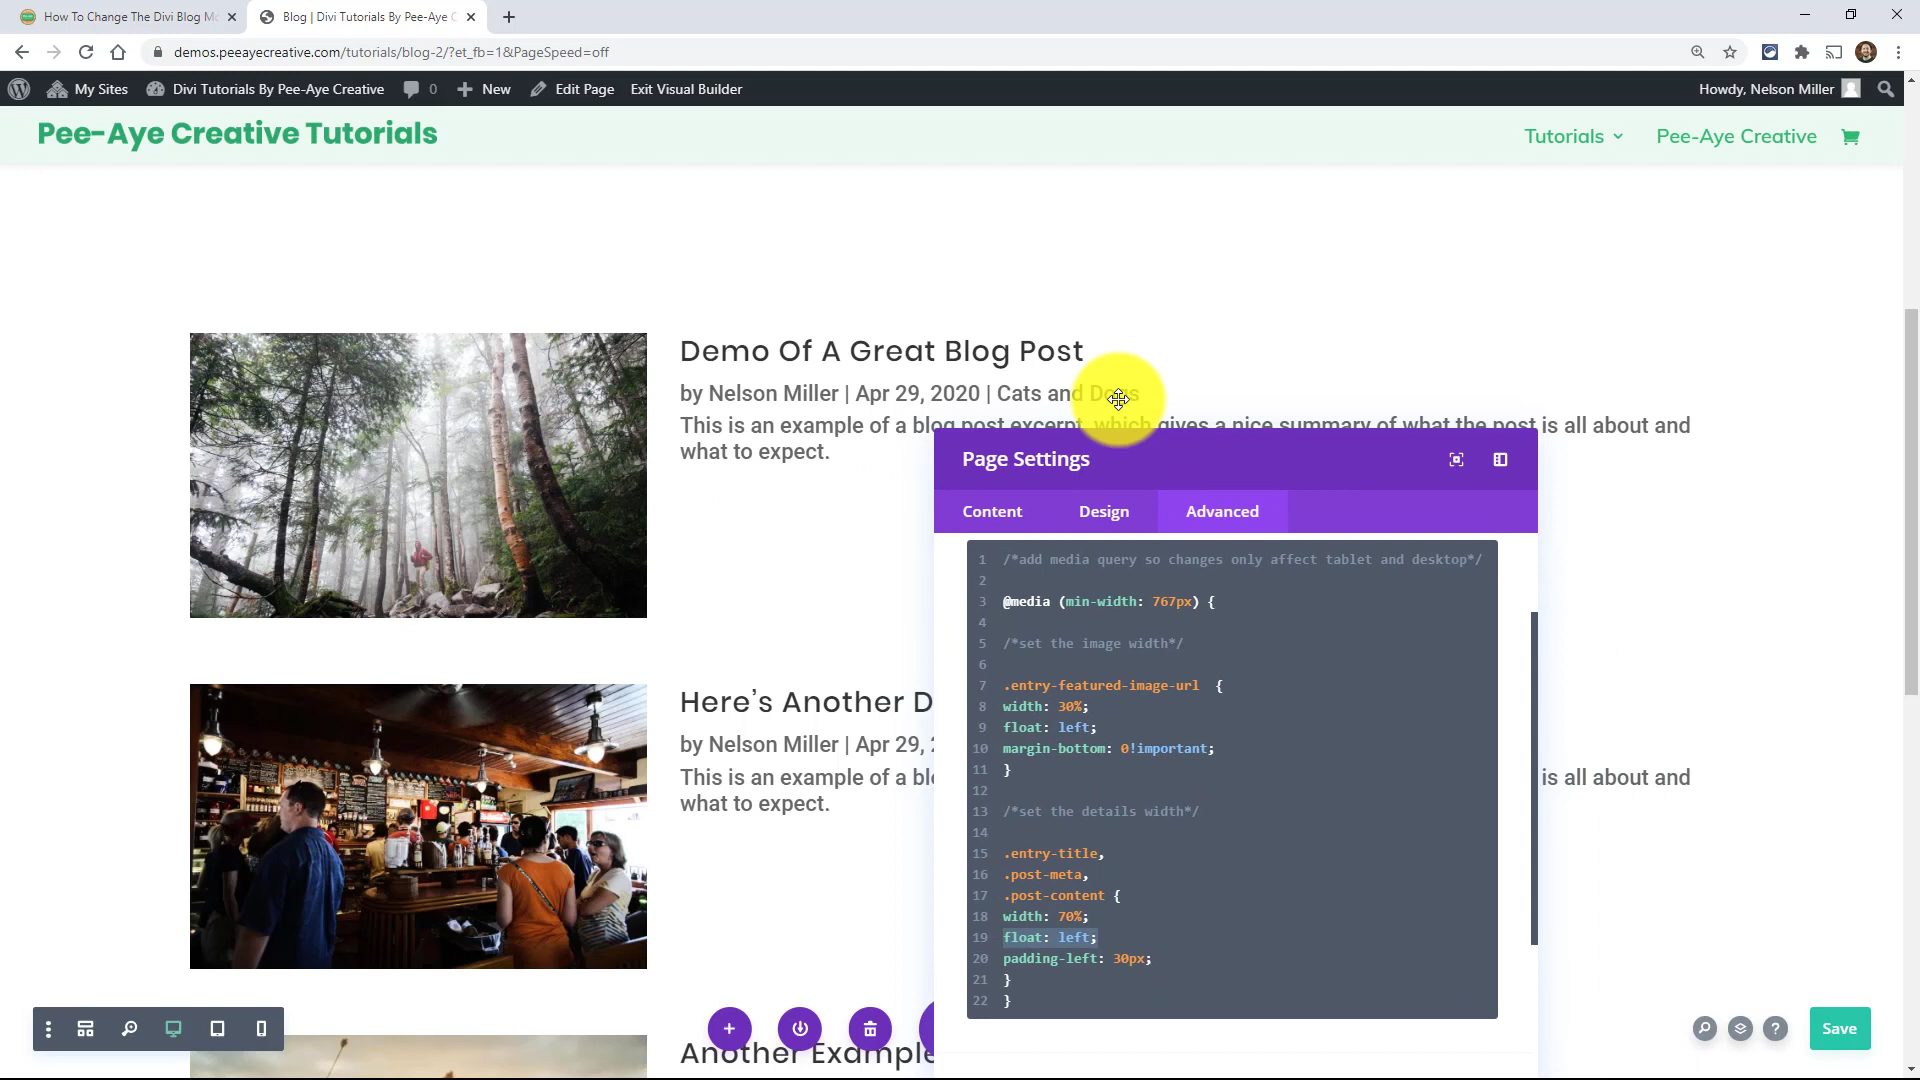 How To Change The Divi Blog Mo
Blog | Divi Tutorials By Pee-Aye C
demos.peeayecreative.com/tutorials/blog-2/?et_fb=1&PageSpeed=off
My Sites
Divi Tutorials By Pee-Aye Creative
0
New
Edit Page
Exit Visual Builder
Howdy, Nelson Miller
Pee-Aye Creative Tutorials
Tutorials
Pee-Aye Creative
Demo Of A Great Blog Post
by Nelson Miller | Apr 29, 2020 | Cats and Dogs
This is an example of a blog post excerpt, which gives a nice summary of what the post is all about and
what to expect.
Page Settings
Content
Design
Advanced
1 /*add media query so changes only affect tablet and desktop*/
2
3 @media (min-width: 767px) {
4
5 /*set the image width*/
6
7 .entry-featured-image-url  {
8 width: 30%;
9 float: left;
10 margin-bottom: 0!important;
11 }
12
13 /*set the details width*/
14
15 .entry-title,
16 .post-meta,
17 .post-content {
18 width: 70%;
19 float: left;
20 padding-left: 30px;
21 }
22 }
Here's Another D
by Nelson Miller | Apr 29,
This is an example of a blo
is all about and
what to expect.
Another Example
Save